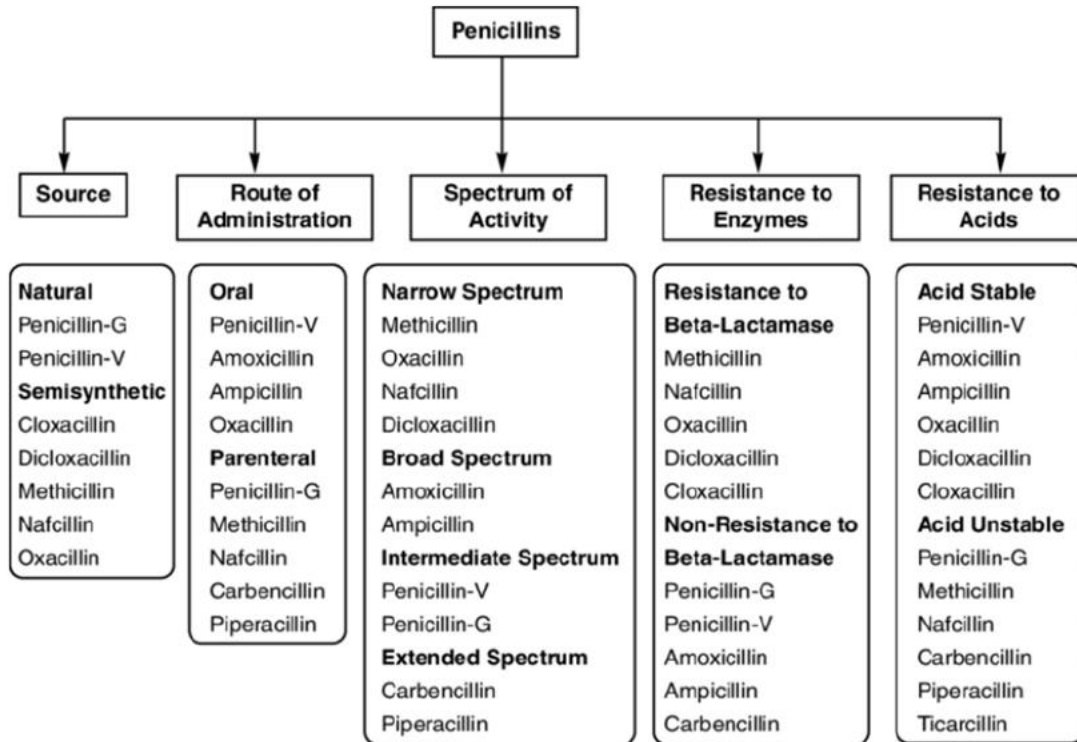 Penicillins
Source
Route of
Administration
Spectrum of
Activity
Resistance to
Enzymes
Resistance to
Acids
Natural
Penicillin-G
Penicillin-V
Semisynthetic
Cloxacillin
Dicloxacillin
Methicillin
Nafcillin
Oxacillin
Oral
Penicillin-V
Amoxicillin
Ampicillin
Oxacillin
Parenteral
Penicillin-G
Methicillin
Nafcillin
Carbencillin
Piperacillin
Narrow Spectrum
Methicillin
Oxacillin
Nafcillin
Dicloxacillin
Broad Spectrum
Amoxicillin
Ampicillin
Intermediate Spectrum
Penicillin-V
Penicillin-G
Extended Spectrum
Carbencillin
Piperacillin
Resistance to
Beta-Lactamase
Methicillin
Nafcillin
Oxacillin
Dicloxacillin
Cloxacillin
Non-Resistance to
Beta-Lactamase
Penicillin-G
Penicillin-V
Amoxicillin
Ampicillin
Carbencillin
Acid Stable
Penicillin-V
Amoxicillin
Ampicillin
Oxacillin
Dicloxacillin
Cloxacillin
Acid Unstable
Penicillin-G
Methicillin
Nafcillin
Carbencillin
Piperacillin
Ticarcillin